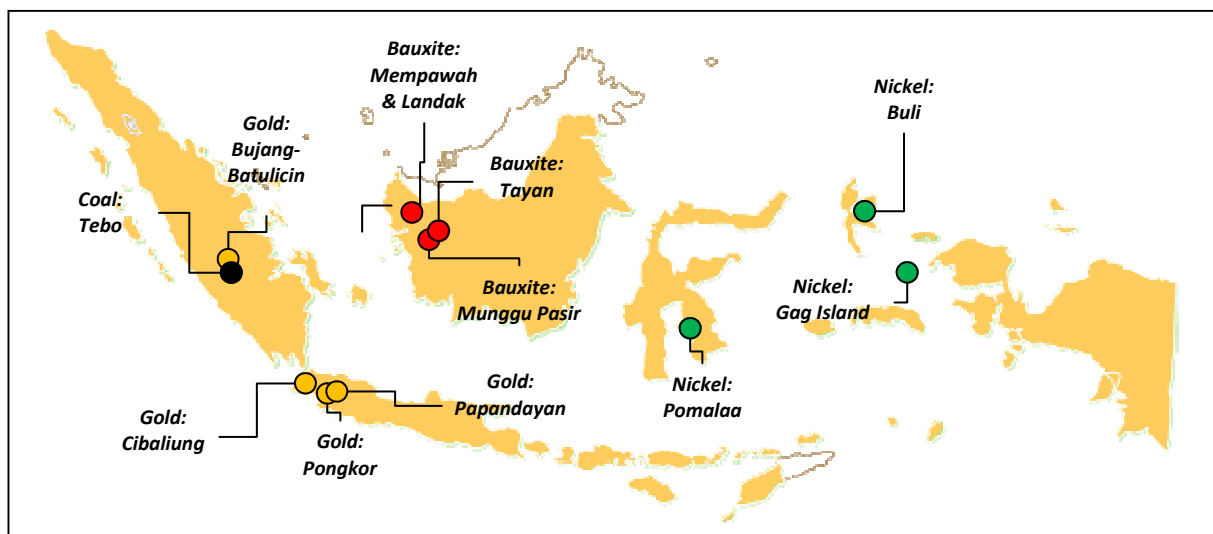 Bauxite:
Mempawah
& Landak
Nickel:
Buli
Gold:
Bujang-
Batulicin
Bauxite:
Tayan
Coal:
Tebo
Bauxite:
Munggu Pasir
Nickel:
Gag Island
Gold:
Papandayan
Nickel:
Pomalaa
Gold:
Cibaliung
Gold:
Pongkor